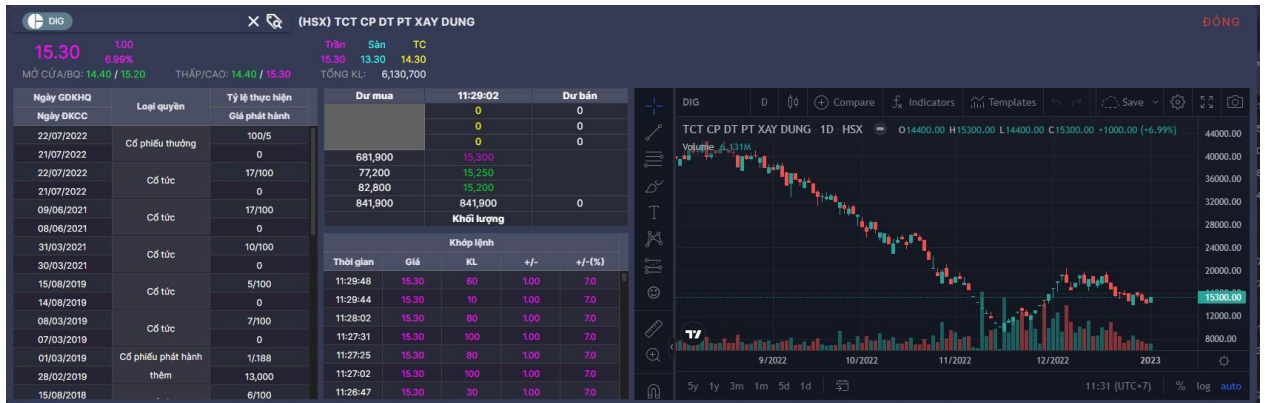 DIG
(HSX) TCT CP DT PT XAY DUNG
ĐÓNG
15.30
1.00
6.99%
Trần Sàn TC
15.30 13.30 14.30
MỞ CỬA/BQ: 14.40 / 15.20 THẤP/CAO: 14.40 / 15.30 TỔNG KL: 6,130,700
Ngày GDKHQ Loại quyền Tỷ lệ thực hiện
Ngày ĐKCC Giá phát hành
22/07/2022 Cổ phiếu thưởng 100/5
21/07/2022 0
22/07/2022 Cổ tức 17/100
21/07/2022 0
09/06/2021 Cổ tức 17/100
08/06/2021 0
31/03/2021 Cổ tức 10/100
30/03/2021 0
15/08/2019 Cổ tức 5/100
14/08/2019 0
08/03/2019 Cổ tức 7/100
07/03/2019 0
01/03/2019 Cổ phiếu phát hành 1/.188
28/02/2019 thêm 13,000
15/08/2018 6/100
Dư mua 11:29:02 Dư bán
0 0
0 0
0 0
681,900 15,300
77,200 15,250
82,800 15,200
841,900 841,900 0
Khối lượng
Khớp lệnh
Thời gian Giá KL +/- +/-(%)
11:29:48 15.30 60 1.00 7.0
11:29:44 15.30 10 1.00 7.0
11:28:02 15.30 80 1.00 7.0
11:27:31 15.30 100 1.00 7.0
11:27:25 15.30 80 1.00 7.0
11:27:02 15.30 100 1.00 7.0
11:26:47 15.30 30 1.00 7.0
DIG D Compare Indicators Templates Save
TCT CP DT PT XAY DUNG · 1D · HSX O14400.00 H15300.00 L14400.00 C15300.00 +1000.00 (+6.99%)
Volume 6.131M
44000.00
40000.00
36000.00
32000.00
28000.00
24000.00
20000.00
15300.00
12000.00
8000.00
9/2022 10/2022 11/2022 12/2022 2023
5y 1y 3m 1m 5d 1d 11:31 (UTC+7) % log auto